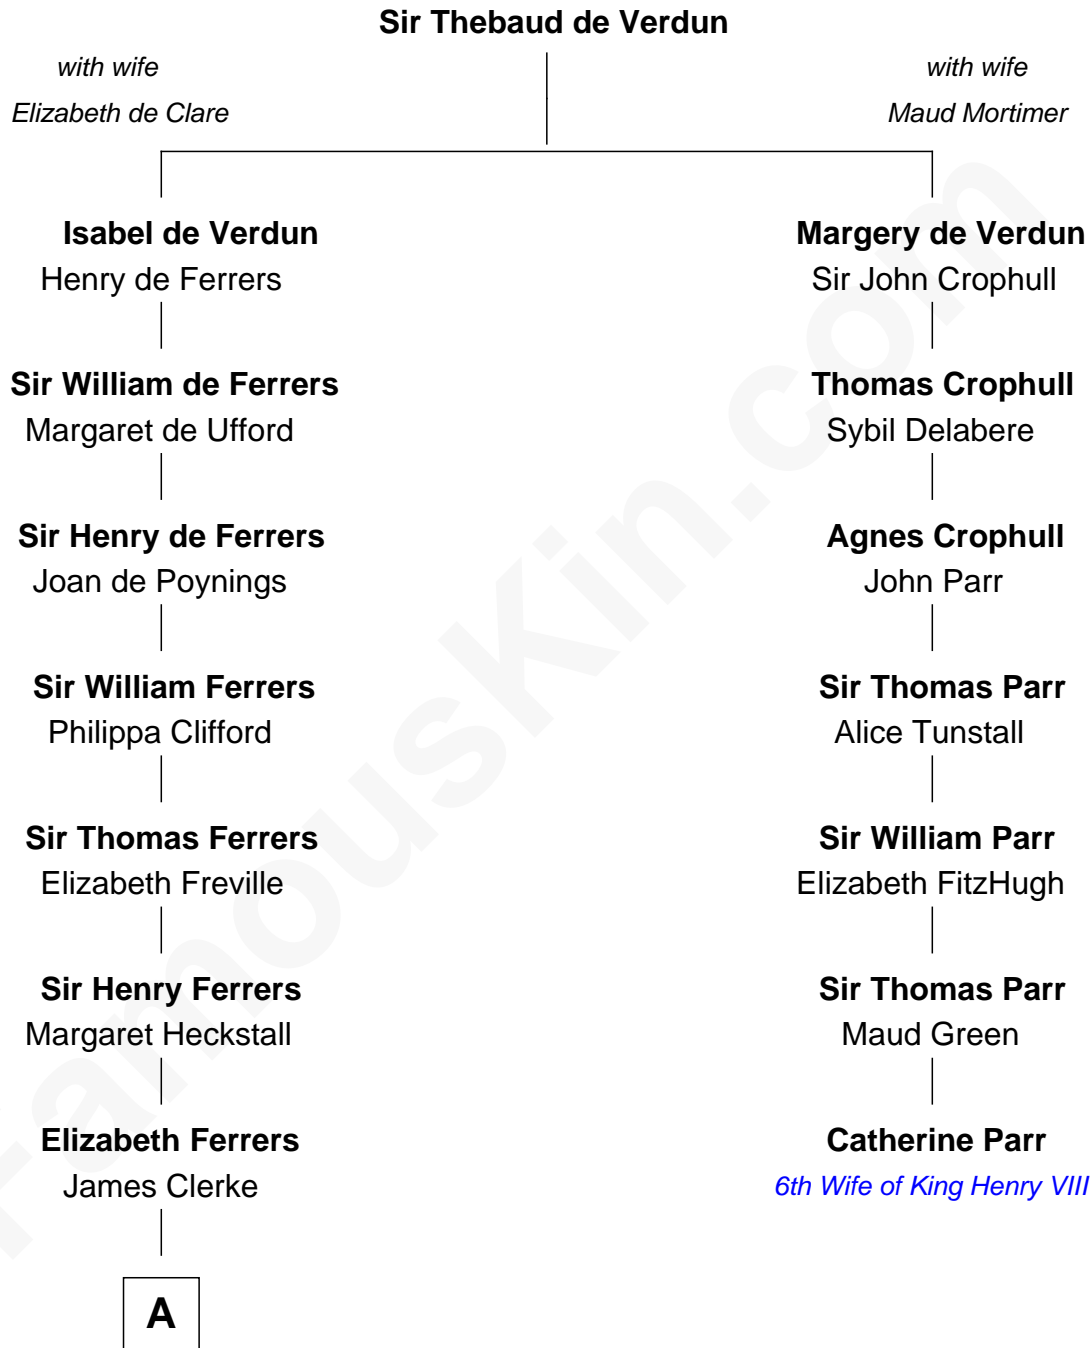 Sir Thebaud de Verdun
with wife
Elizabeth de Clare
with wife
Maud Mortimer
Isabel de Verdun
Henry de Ferrers
Margery de Verdun
Sir John Crophull
Sir William de Ferrers
Margaret de Ufford
Thomas Crophull
Sybil Delabere
Sir Henry de Ferrers
Joan de Poynings
Agnes Crophull
John Parr
Sir William Ferrers
Philippa Clifford
Sir Thomas Parr
Alice Tunstall
Sir Thomas Ferrers
Elizabeth Freville
Sir William Parr
Elizabeth FitzHugh
Sir Henry Ferrers
Margaret Heckstall
Sir Thomas Parr
Maud Green
Elizabeth Ferrers
James Clerke
Catherine Parr
6th Wife of King Henry VIII
A
FamousKin.com